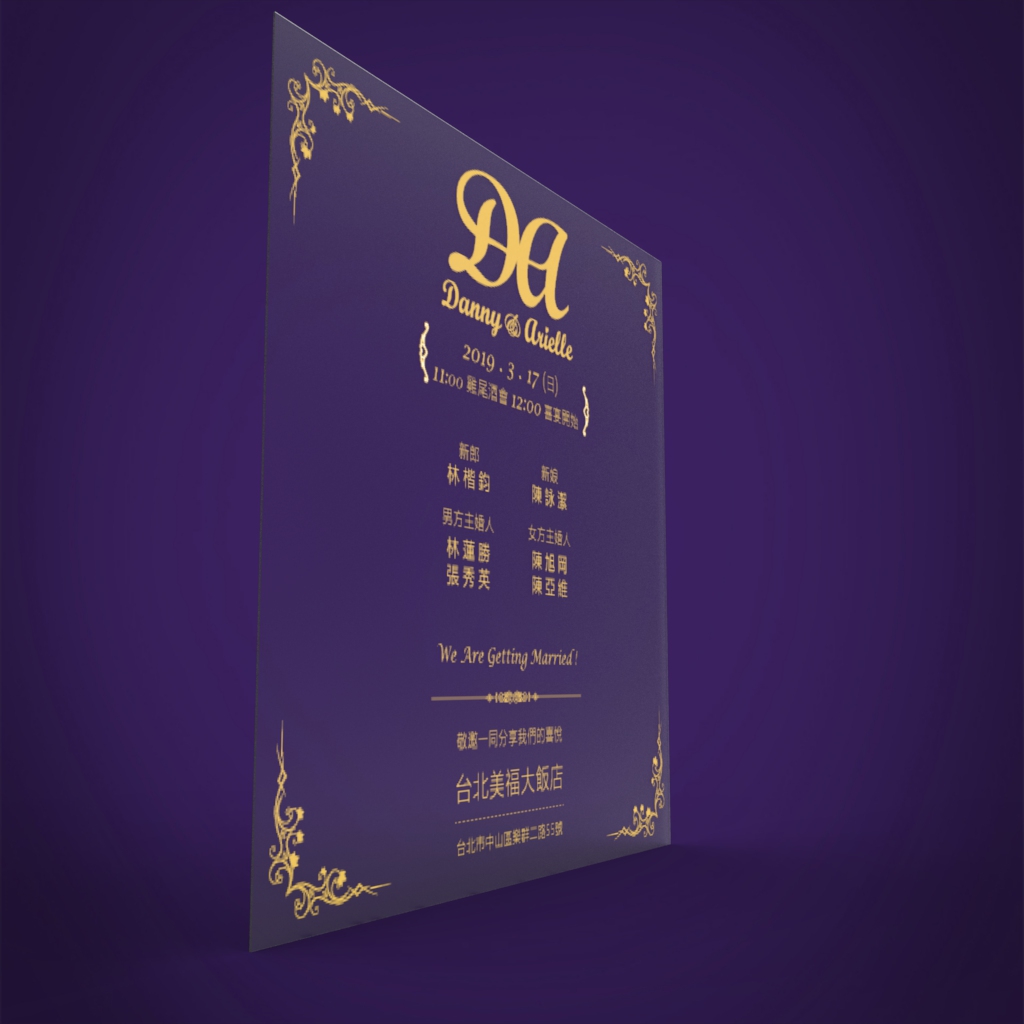 DA
Danny & Arielle
2019 . 3 . 17 (日)
11:00 雞尾酒會 12:00 喜宴開始
新郎
林楷鈞
新娘
陳詠潔
男方主婚人
林蓮勝
張秀英
女方主婚人
陳旭岡
陳亞維
We Are Getting Married !
敬邀一同分享我們的喜悅
台北美福大飯店
台北市中山區樂群二路55號